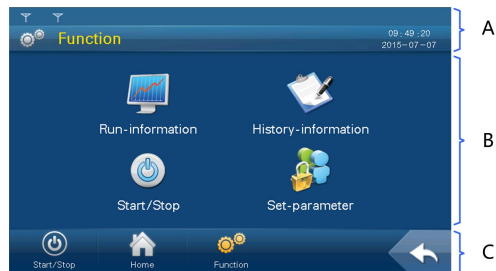 09:49:20
Function
2015-07-07
A
Run-information
History-information
B
Start/Stop
Set-parameter
Start/Stop
Home
Function
C